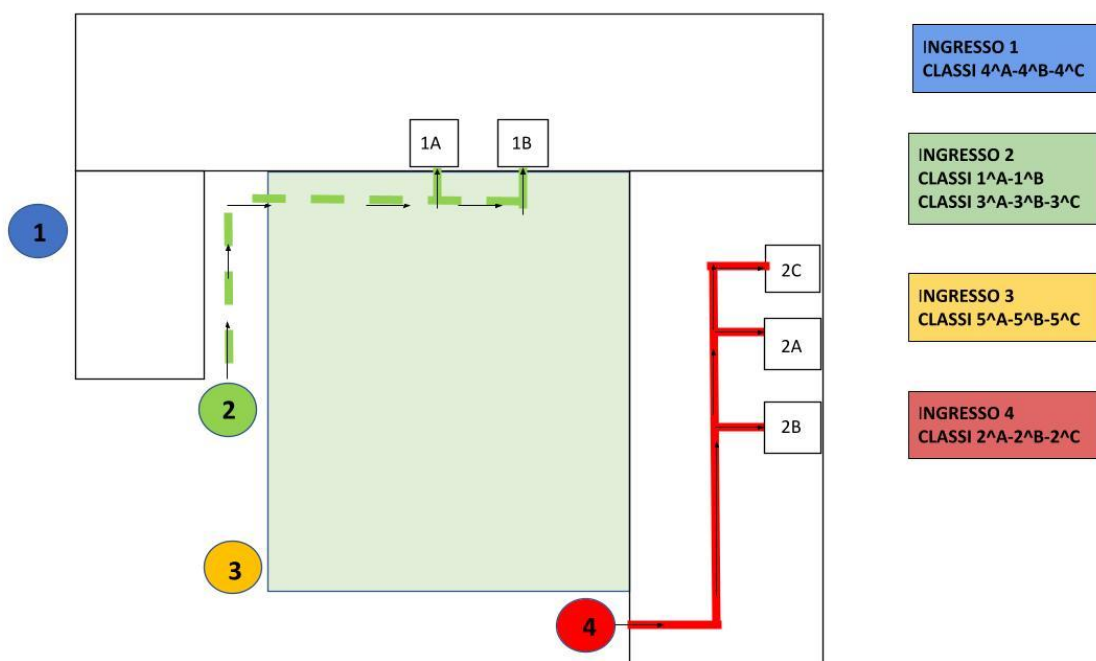 INGRESSO 1
CLASSI 4^A-4^B-4^C
1A
1B
INGRESSO 2
CLASSI 1^A-1^B
CLASSI 3^A-3^B-3^C
1
2C
INGRESSO 3
CLASSI 5^A-5^B-5^C
2A
2
2B
INGRESSO 4
CLASSI 2^A-2^B-2^C
3
4